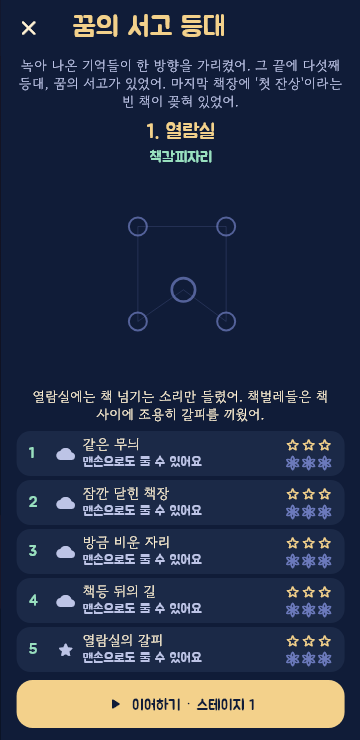 꿈의 서고 등대
녹아 나온 기억들이 한 방향을 가리켰어. 그 끝에 다섯째
등대, 꿈의 서고가 있었어. 마지막 책장에 '첫 잔상'이라는
빈 책이 꽂혀 있었어.
1. 열람실
책갈피자리
열람실에는 책 넘기는 소리만 들렸어. 책벌레들은 책
사이에 조용히 갈피를 끼웠어.
1 같은 무늬
맨손으로도 둘 수 있어요
2 잠깐 닫힌 책장
맨손으로도 둘 수 있어요
3 방금 비운 자리
맨손으로도 둘 수 있어요
4 책등 뒤의 길
맨손으로도 둘 수 있어요
5 열람실의 갈피
맨손으로도 둘 수 있어요
이어하기 · 스테이지 1